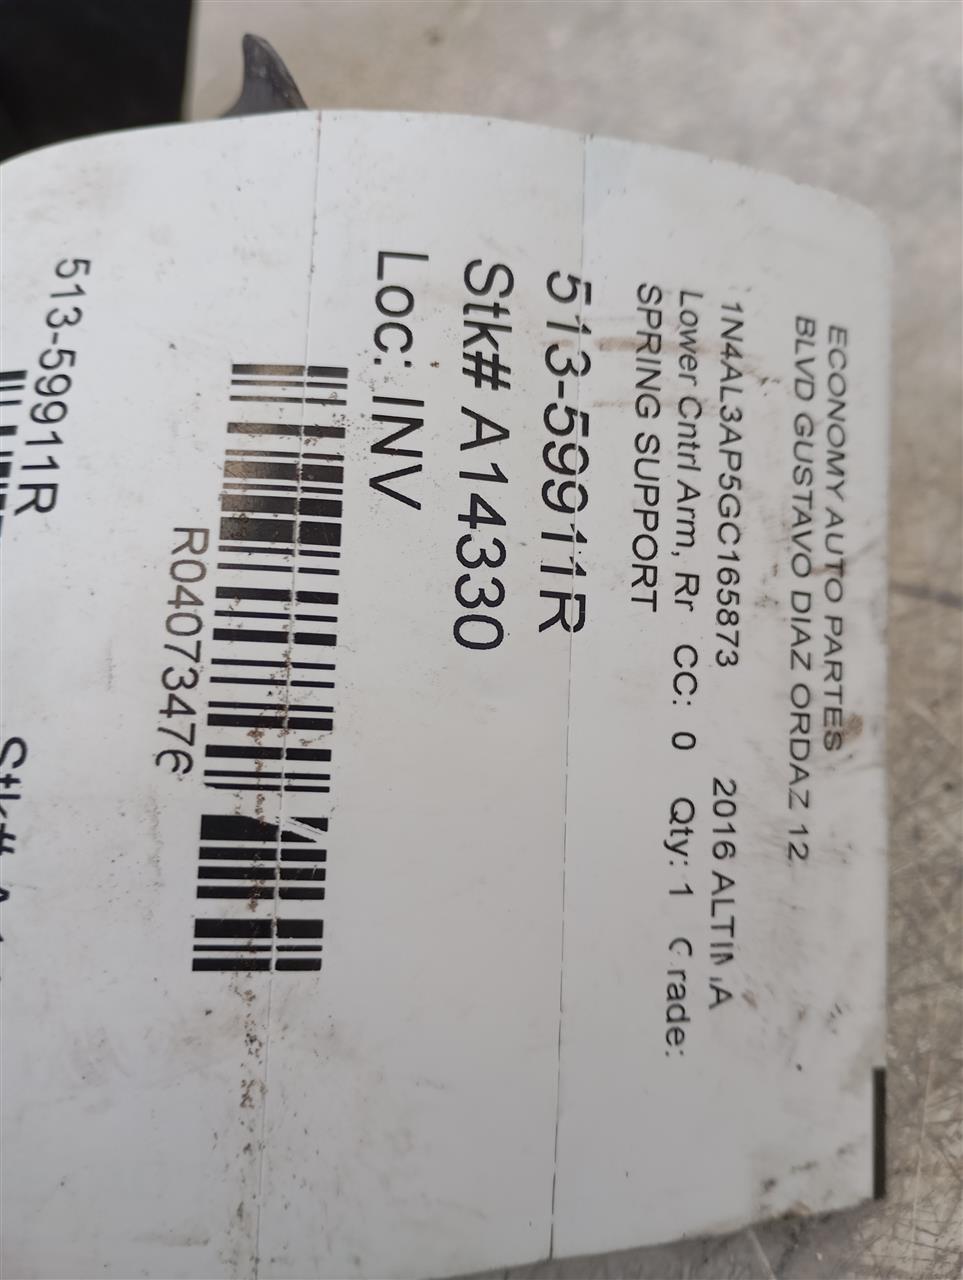 ECONOMY AUTO PARTES
BLVD GUSTAVO DIAZ ORDAZ 12
1N4AL3AP5GC165873 2016 ALTIMA
Lower Cntrl Arm, Rr CC: 0 Qty: 1 Grade:
SPRING SUPPORT
513-59911R
Stk# A14330
Loc: INV
R04073476
513-59911R
Stk#